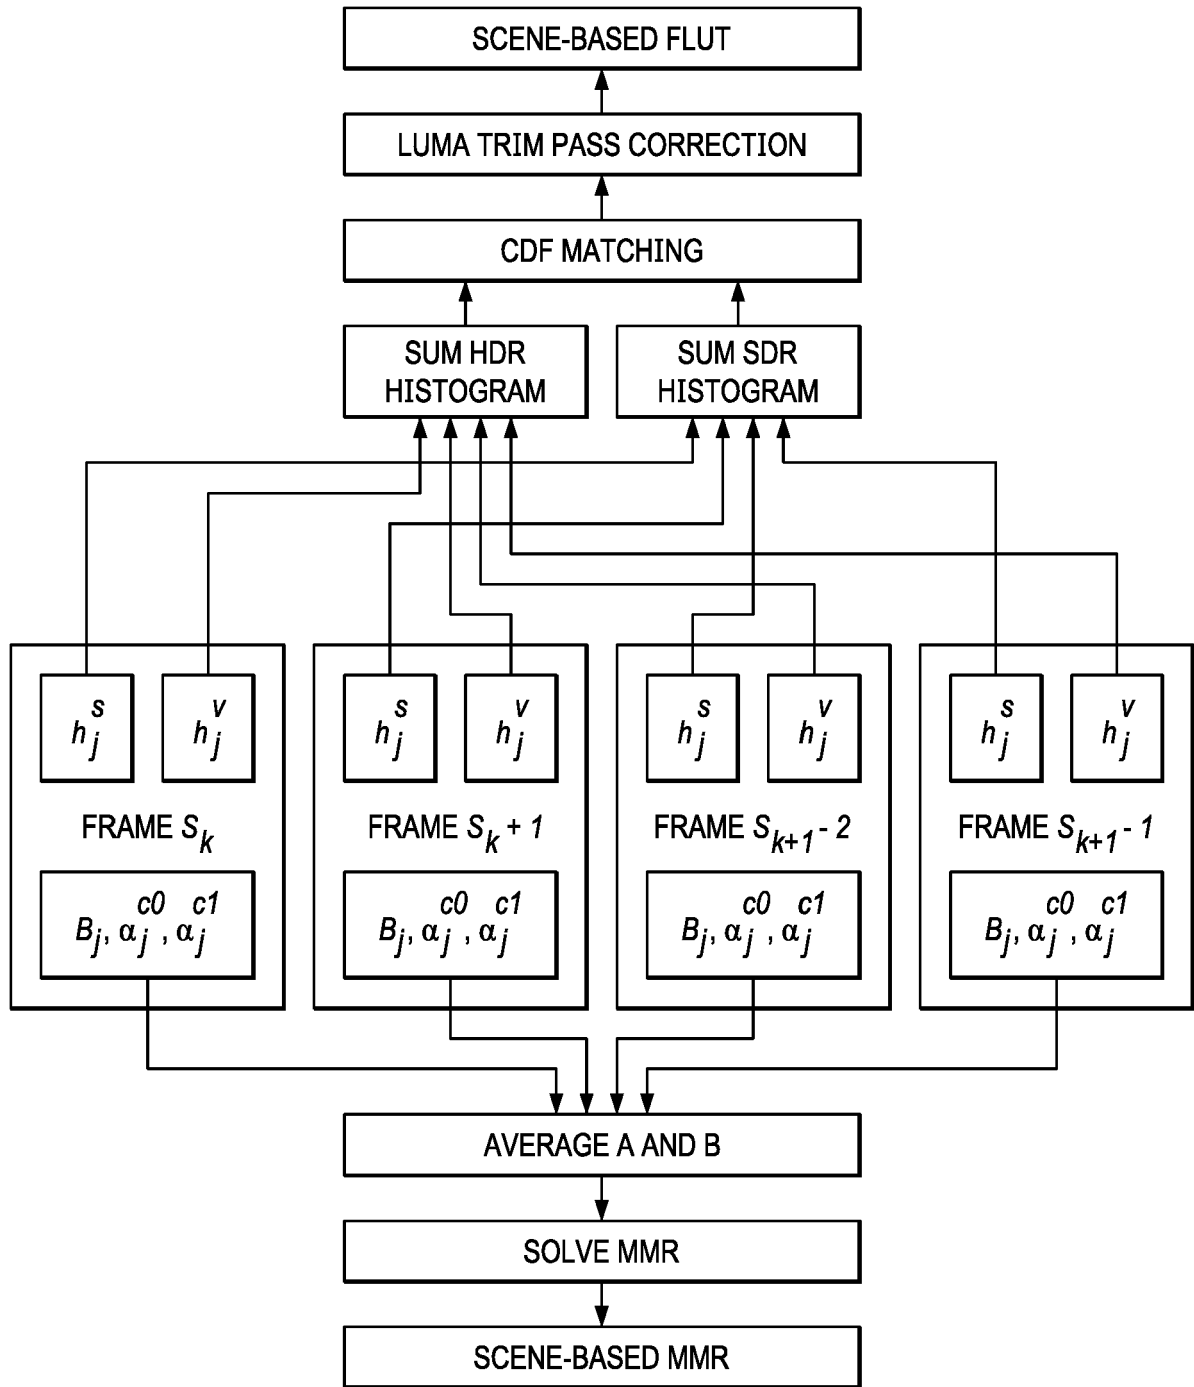 SCENE-BASED FLUT
LUMA TRIM PASS CORRECTION
CDF MATCHING
SUM HDR
HISTOGRAM
SUM SDR
HISTOGRAM
h_j^s
h_j^v
h_j^s
h_j^v
h_j^s
h_j^v
h_j^s
h_j^v
FRAME S_k
FRAME S_k + 1
FRAME S_{k+1} - 2
FRAME S_{k+1} - 1
B_j, α_j^{c0}, α_j^{c1}
B_j, α_j^{c0}, α_j^{c1}
B_j, α_j^{c0}, α_j^{c1}
B_j, α_j^{c0}, α_j^{c1}
AVERAGE A AND B
SOLVE MMR
SCENE-BASED MMR